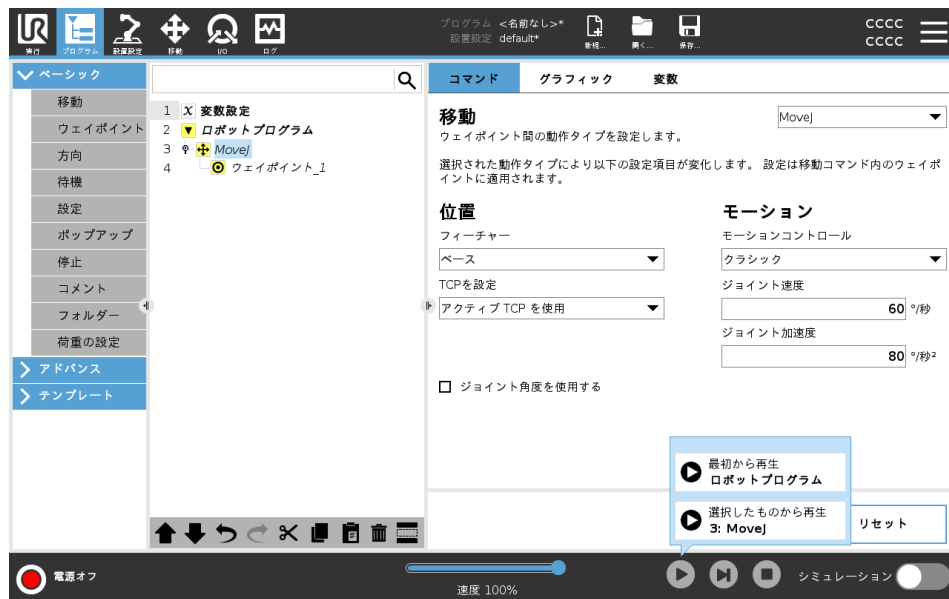 UR
実行
プログラム
設置設定
移動
I/O
ログ
プログラム <名前なし>*
設置設定 default*
新規...
開く...
保存...
CCCC
CCCC
ベーシック
移動
ウェイポイント
方向
待機
設定
ポップアップ
停止
コメント
フォルダー
荷重の設定
アドバンス
テンプレート
1 X 変数設定
2 ロボットプログラム
3 MoveJ
4 ウェイポイント_1
コマンド グラフィック 変数
移動
MoveJ
ウェイポイント間の動作タイプを設定します。
選択された動作タイプにより以下の設定項目が変化します。 設定は移動コマンド内のウェイポ
イントに適用されます。
位置
フィーチャー
ベース
TCPを設定
アクティブ TCP を使用
ジョイント角度を使用する
モーション
モーションコントロール
クラシック
ジョイント速度
60 °/秒
ジョイント加速度
80 °/秒²
最初から再生
ロボットプログラム
選択したものから再生
3: MoveJ
リセット
電源オフ
速度 100%
シミュレーション